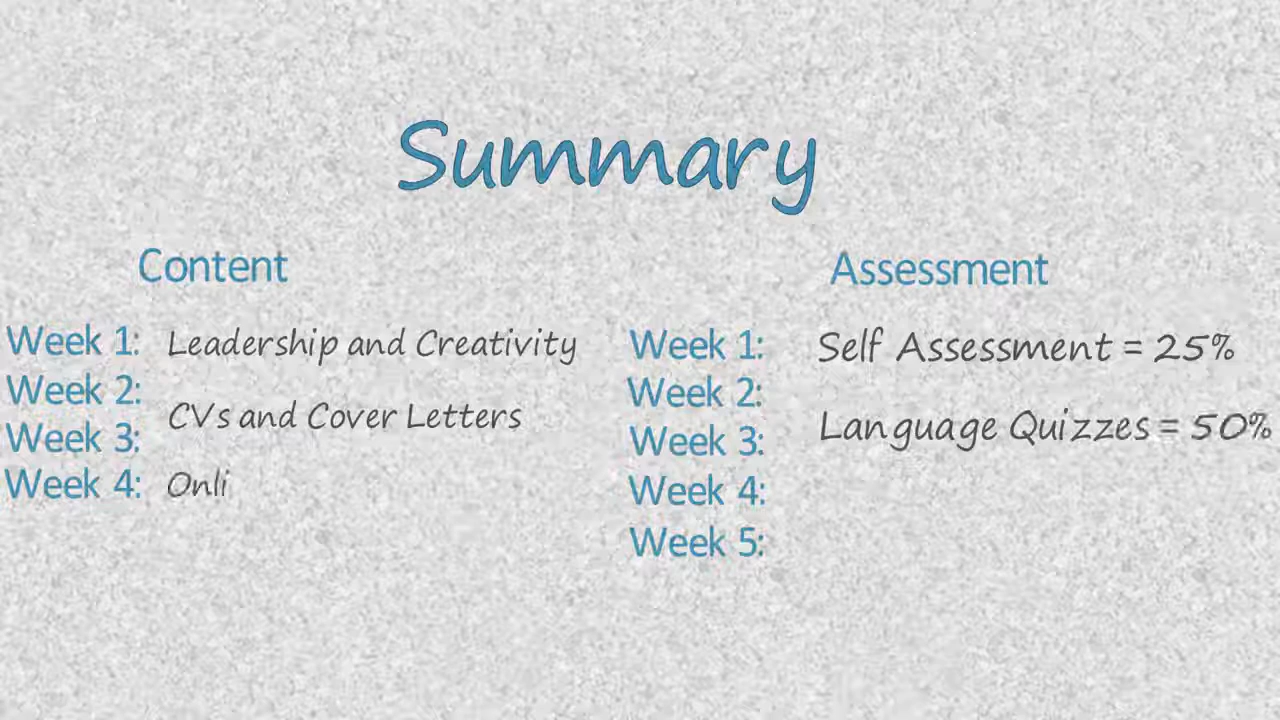 Summary
Content
Week 1: Leadership and Creativity
Week 2:
CVs and Cover Letters
Week 3:
Week 4: Onli
Assessment
Week 1: Self Assessment = 25%
Week 2:
Language Quizzes = 50%
Week 3:
Week 4:
Week 5: